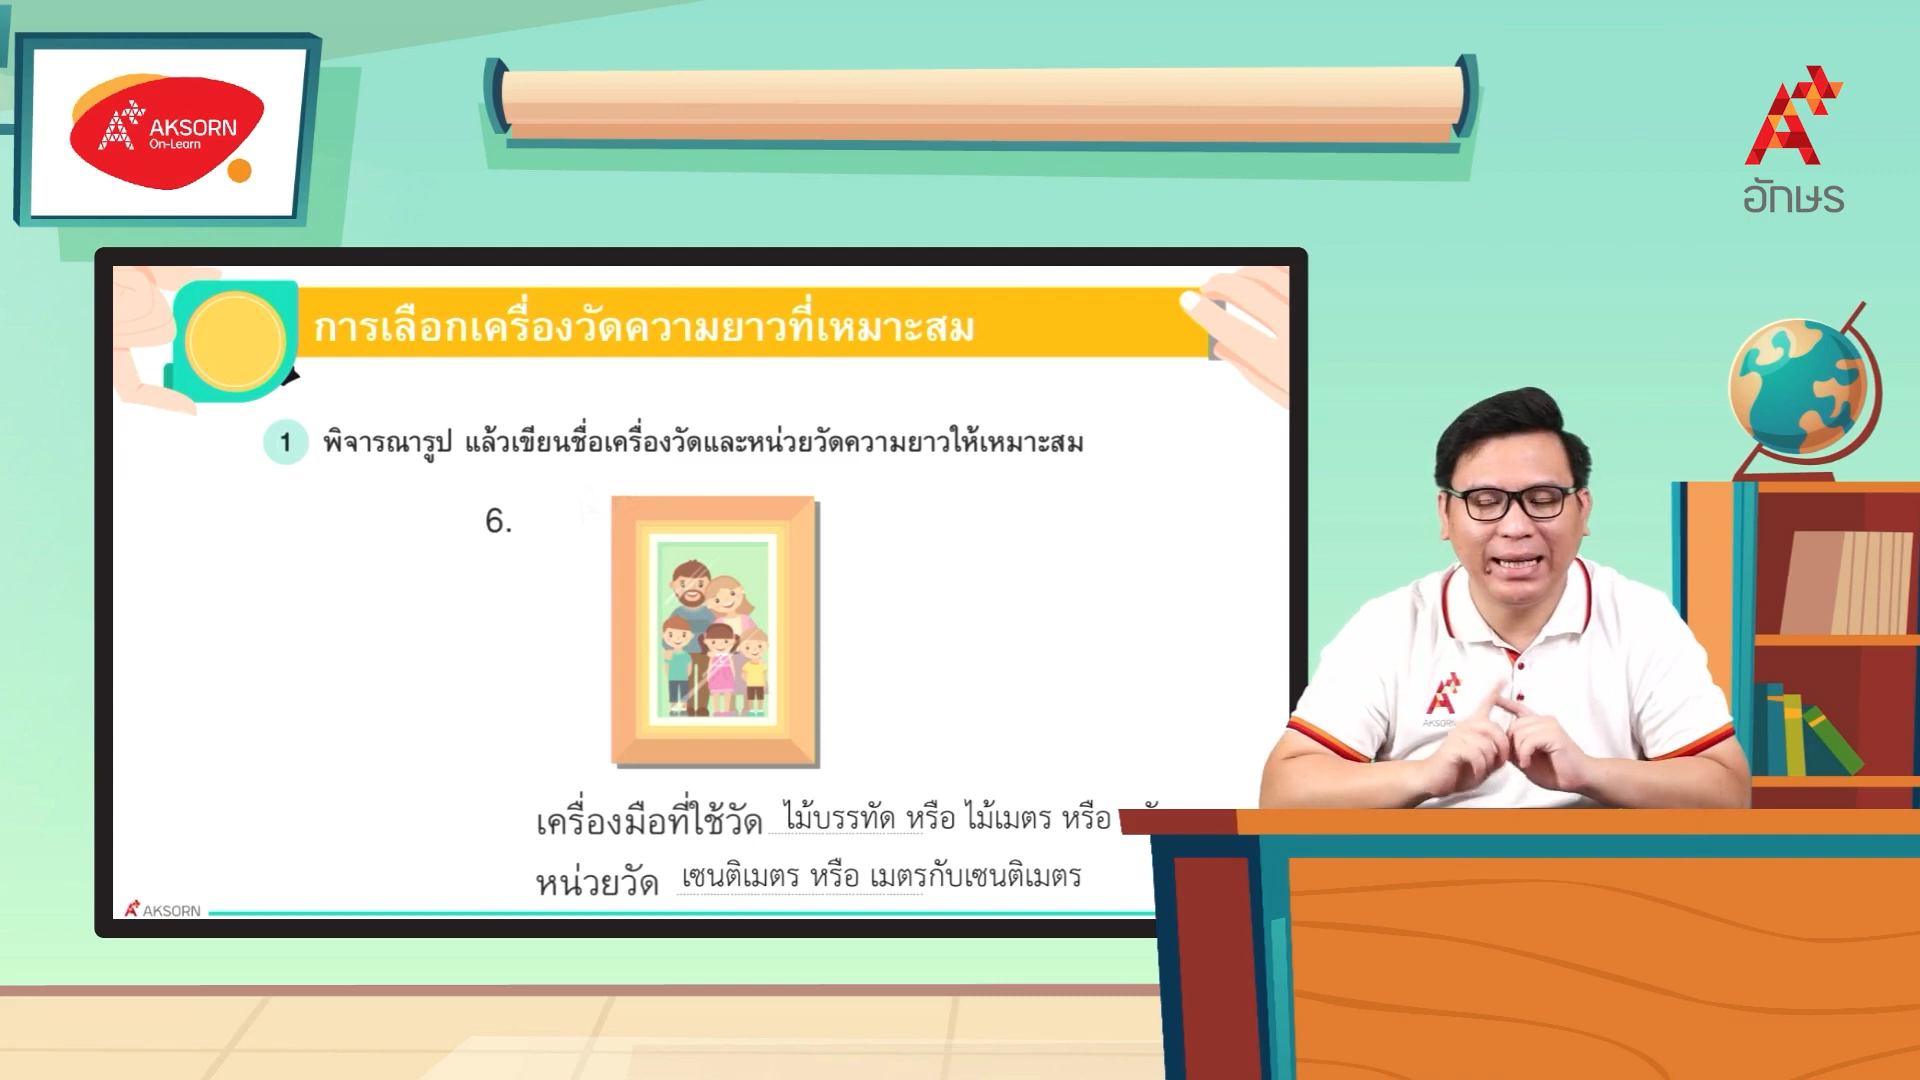 AKSORN
On-Learn
อักษร
การเลือกเครื่องวัดความยาวที่เหมาะสม
1 พิจารณารูป แล้วเขียนชื่อเครื่องวัดและหน่วยวัดความยาวให้เหมาะสม
6.
เครื่องมือที่ใช้วัด ไม้บรรทัด หรือ ไม้เมตร หรือ
หน่วยวัด เซนติเมตร หรือ เมตรกับเซนติเมตร
AKSORN
AKSORN